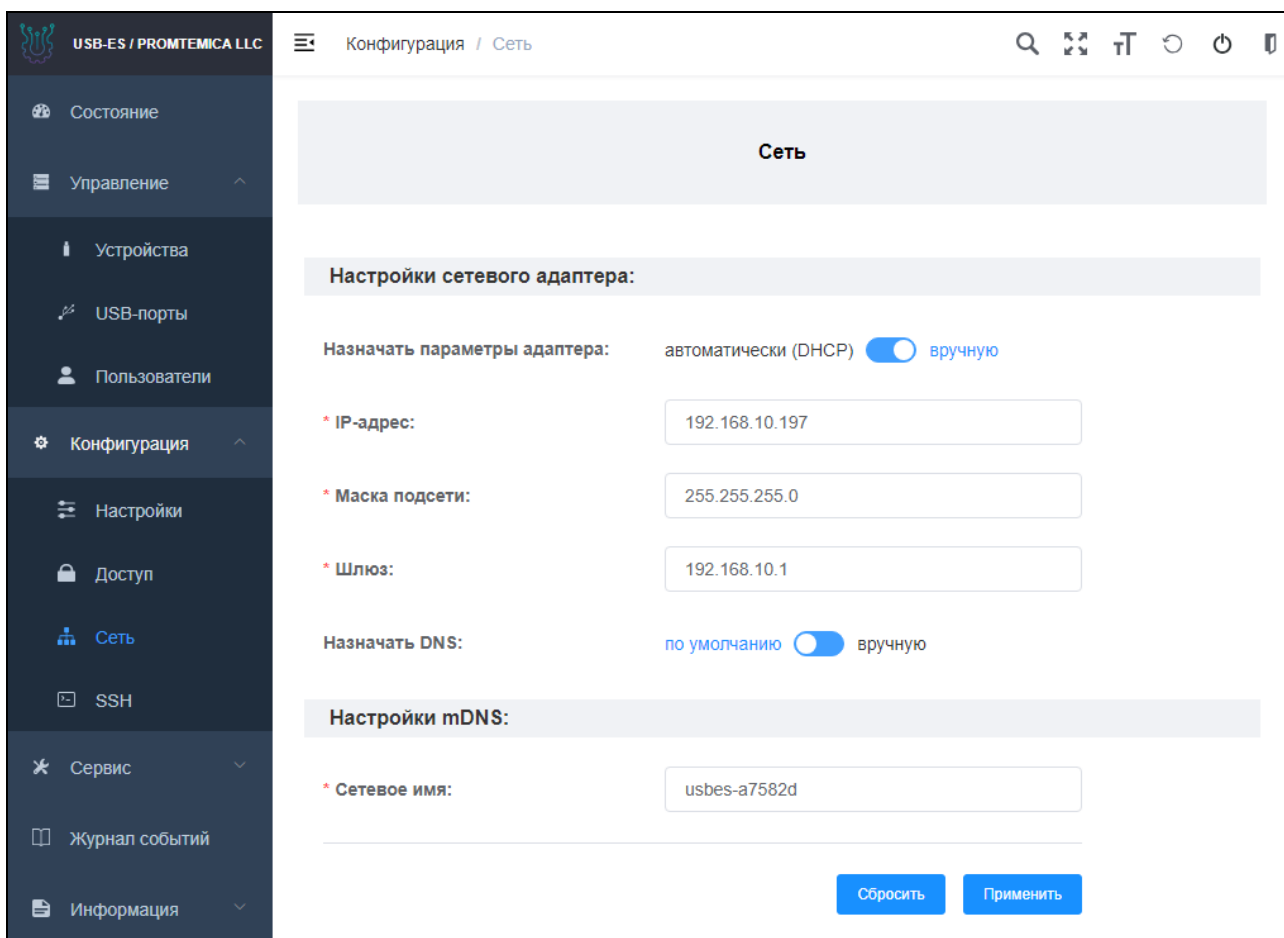 USB-ES / PROMTEMICA LLC
Конфигурация / Сеть
Состояние
Управление
Устройства
USB-порты
Пользователи
Конфигурация
Настройки
Доступ
Сеть
SSH
Сервис
Журнал событий
Информация
Сеть
Настройки сетевого адаптера:
Назначать параметры адаптера: автоматически (DHCP) вручную
* IP-адрес: 192.168.10.197
* Маска подсети: 255.255.255.0
* Шлюз: 192.168.10.1
Назначать DNS: по умолчанию вручную
Настройки mDNS:
* Сетевое имя: usbes-a7582d
Сбросить Применить